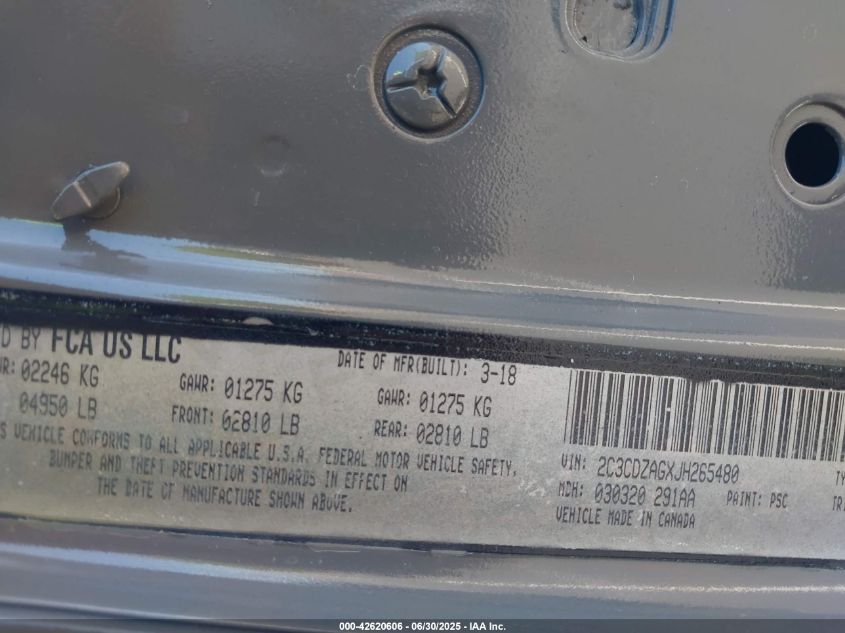 D BY FCA US LLC
DATE OF MFR(BUILT): 3-18
WR: 02246 KG
GAWR: 01275 KG
GAWR: 01275 KG
04950 LB
FRONT: 02810 LB
REAR: 02810 LB
S VEHICLE CONFORMS TO ALL APPLICABLE U.S.A. FEDERAL MOTOR VEHICLE SAFETY,
BUMPER AND THEFT PREVENTION STANDARDS IN EFFECT ON
THE DATE OF MANUFACTURE SHOWN ABOVE.
VIN: 2C3CDZAGXJH265480
TY
MDH: 030320 291AA
PAINT: PSC
TRI
VEHICLE MADE IN CANADA
000-42620606 - 06/30/2025 - IAA Inc.